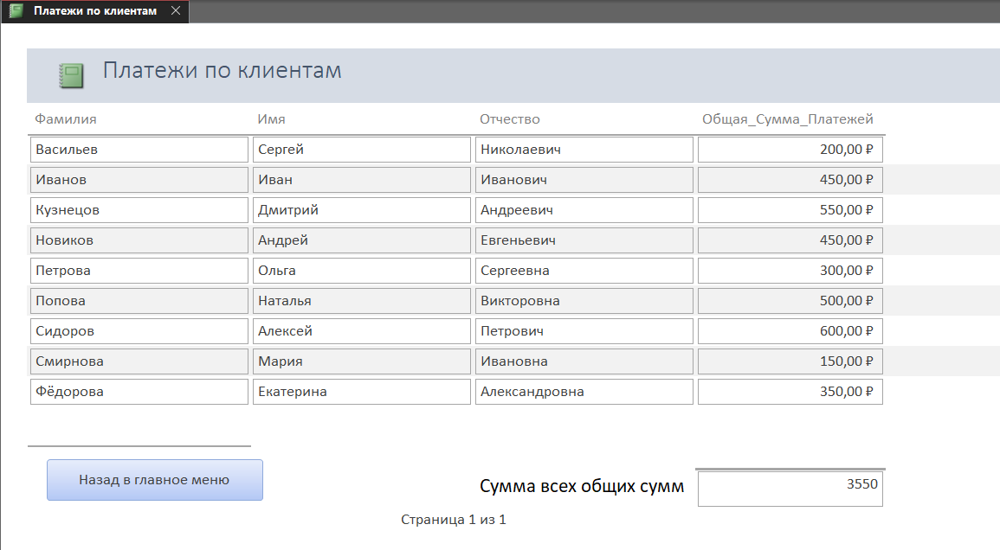 Платежи по клиентам
Платежи по клиентам
Фамилия Имя Отчество Общая_Сумма_Платежей
Васильев Сергей Николаевич 200,00 ₽
Иванов Иван Иванович 450,00 ₽
Кузнецов Дмитрий Андреевич 550,00 ₽
Новиков Андрей Евгеньевич 450,00 ₽
Петрова Ольга Сергеевна 300,00 ₽
Попова Наталья Викторовна 500,00 ₽
Сидоров Алексей Петрович 600,00 ₽
Смирнова Мария Ивановна 150,00 ₽
Фёдорова Екатерина Александровна 350,00 ₽
Назад в главное меню Сумма всех общих сумм 3550
Страница 1 из 1